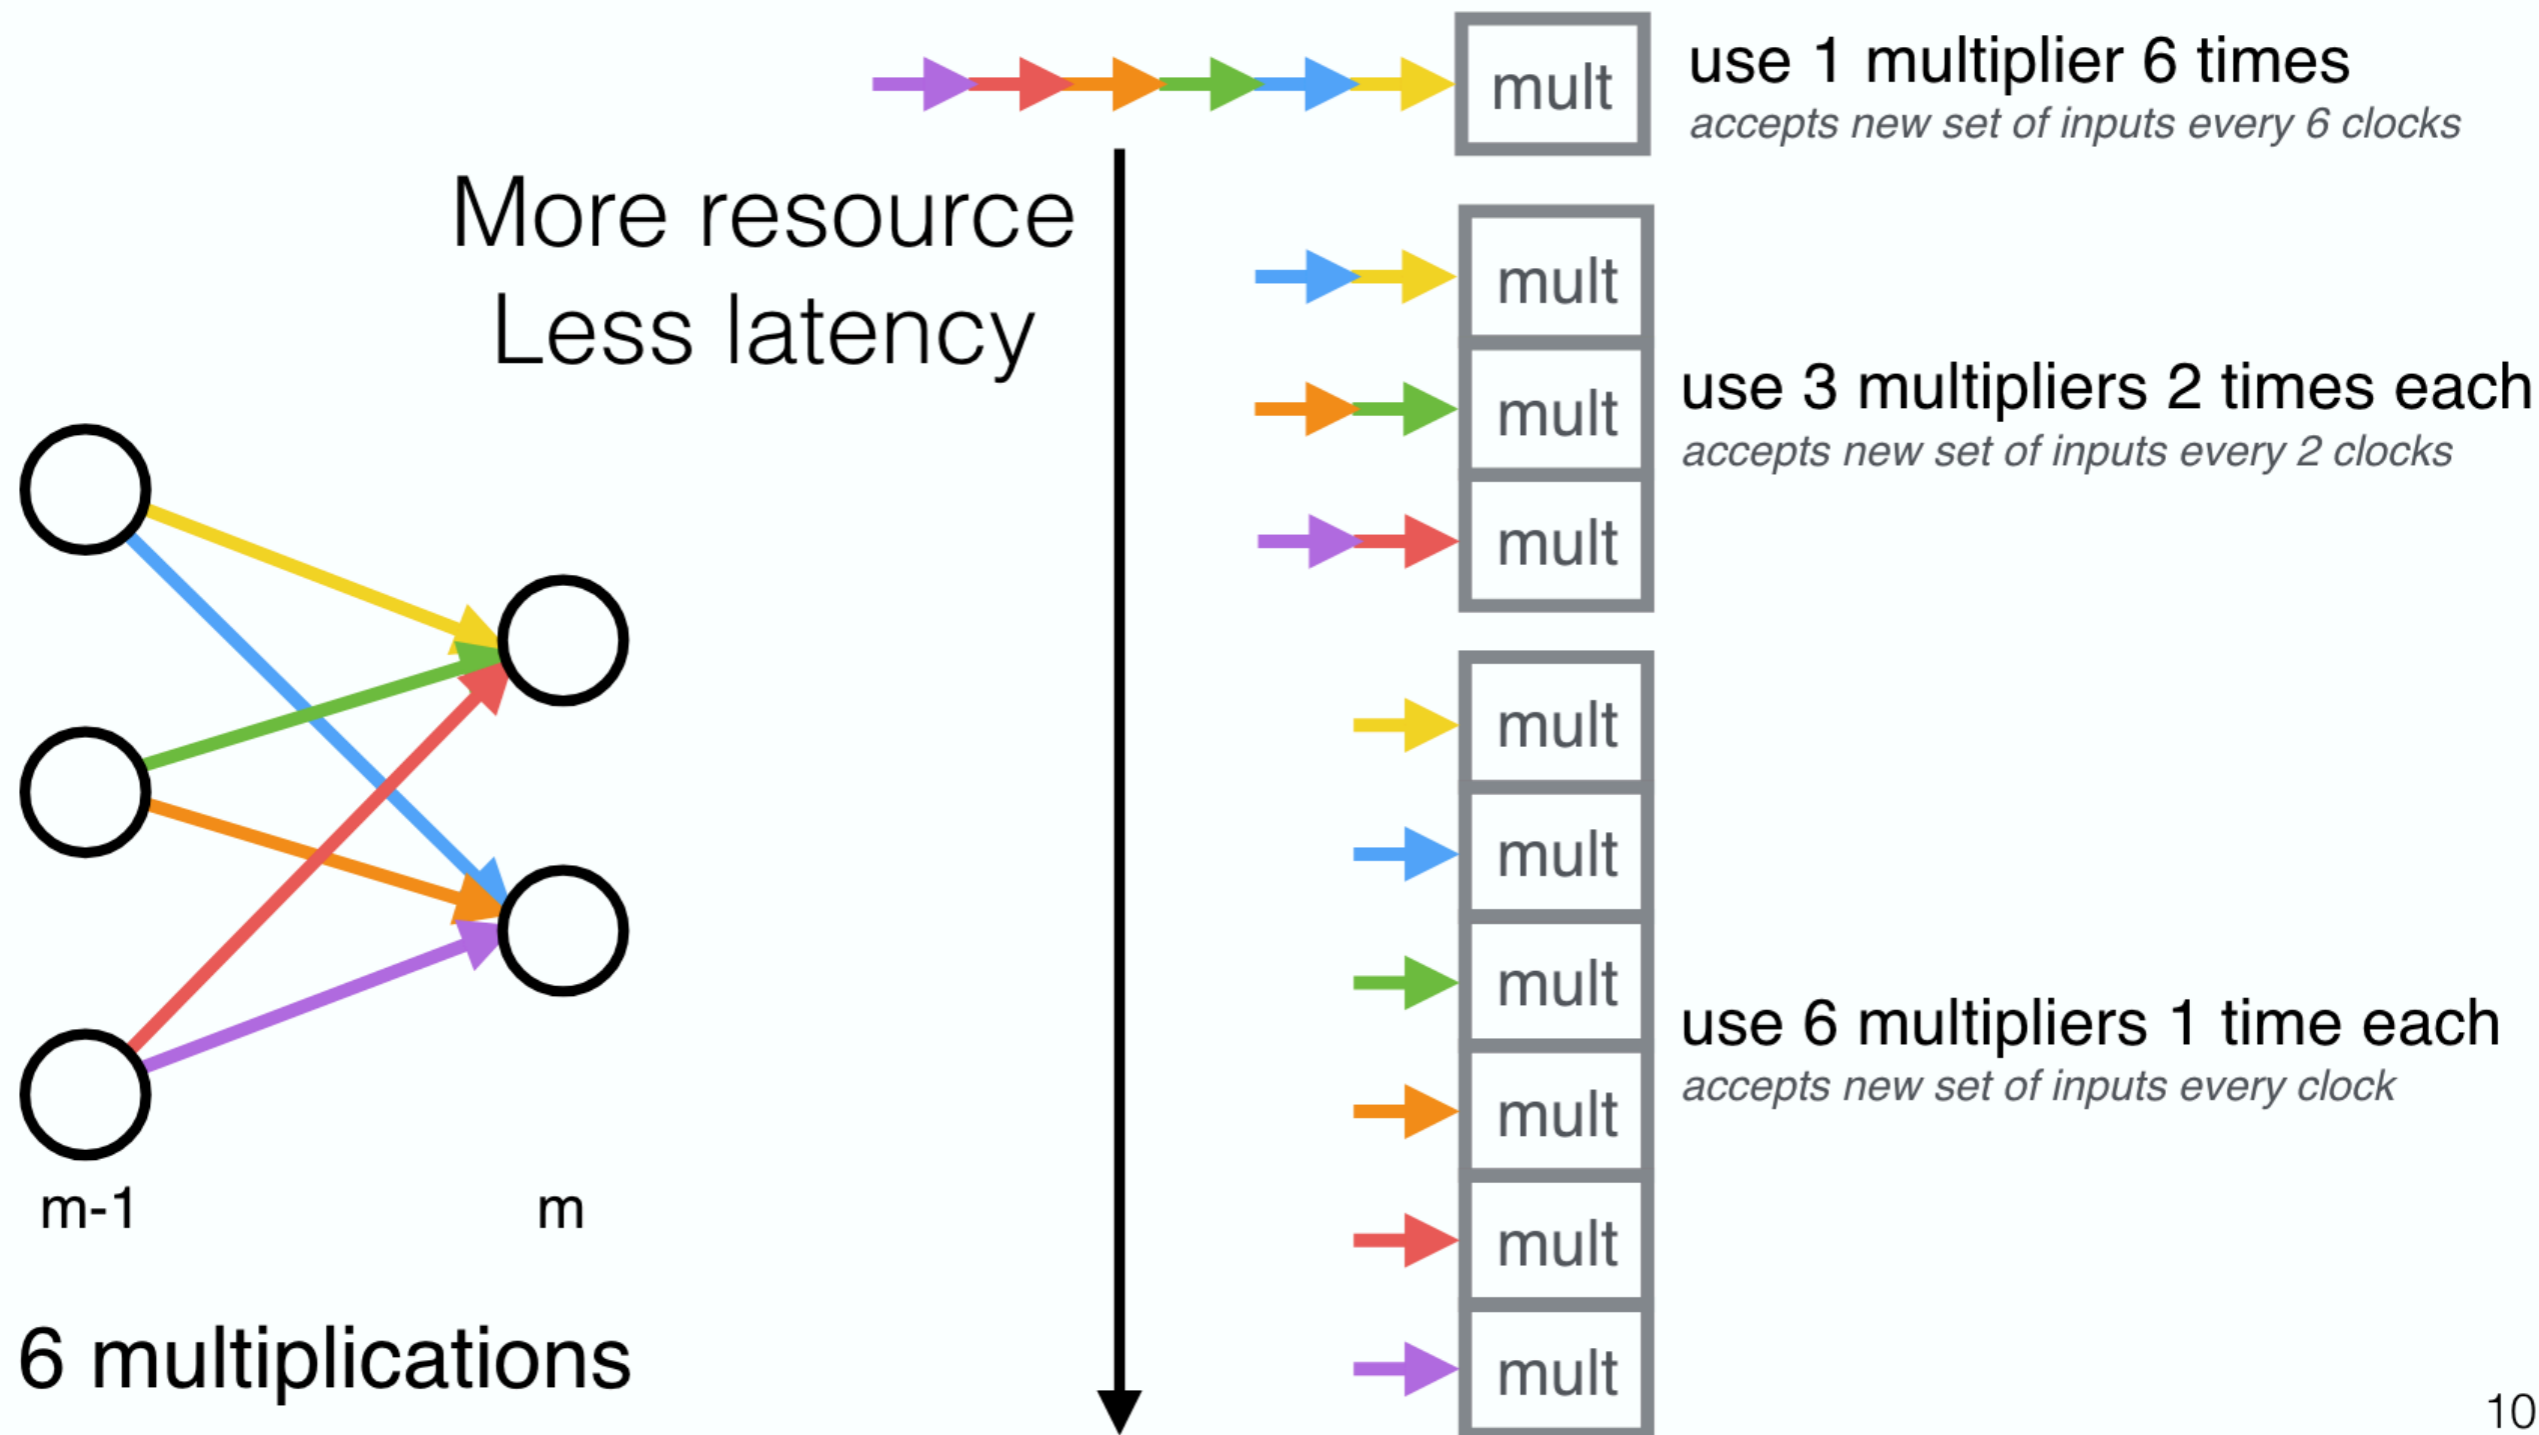 mult
use 1 multiplier 6 times
accepts new set of inputs every 6 clocks
More resource
Less latency
mult
mult
mult
use 3 multipliers 2 times each
accepts new set of inputs every 2 clocks
mult
mult
mult
mult
mult
mult
use 6 multipliers 1 time each
accepts new set of inputs every clock
m-1
m
6 multiplications
10